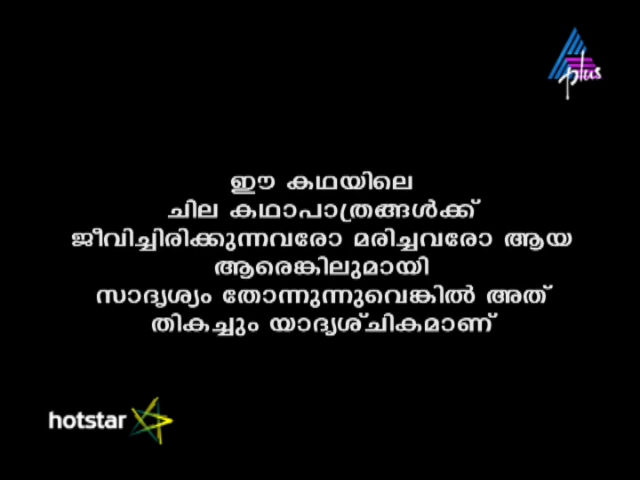 plus
ഈ കഥയിലെ
ചില കഥാപാത്രങ്ങൾക്ക്
ജീവിച്ചിരിക്കുന്നവരോ മരിച്ചവരോ ആയ
ആരെങ്കിലുമായി
സാദൃശ്യം തോന്നുന്നുവെങ്കിൽ അത്
തികച്ചും യാദൃശ്ചികമാണ്
hotstar